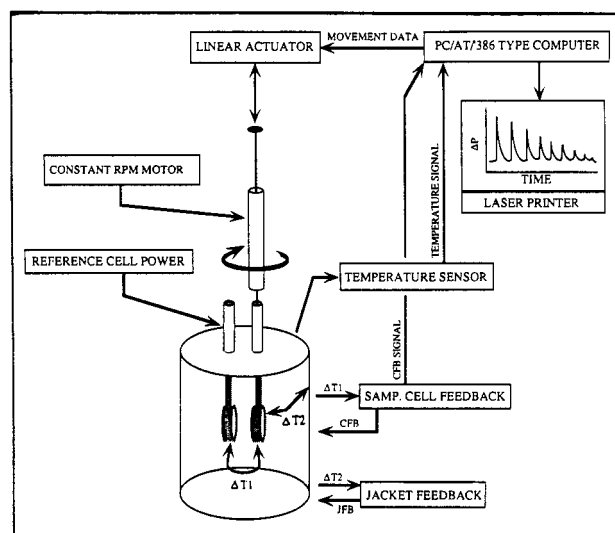 LINEAR ACTUATOR
MOVEMENT DATA
PC/AT/'386 TYPE COMPUTER
CONSTANT RPM MOTOR
ΔP
TIME
LASER PRINTER
TEMPERATURE SIGNAL
REFERENCE CELL POWER
TEMPERATURE SENSOR
CFB SIGNAL
ΔT1
SAMP. CELL FEEDBACK
CFB
ΔT2
ΔT1
ΔT2
JFB
JACKET FEEDBACK